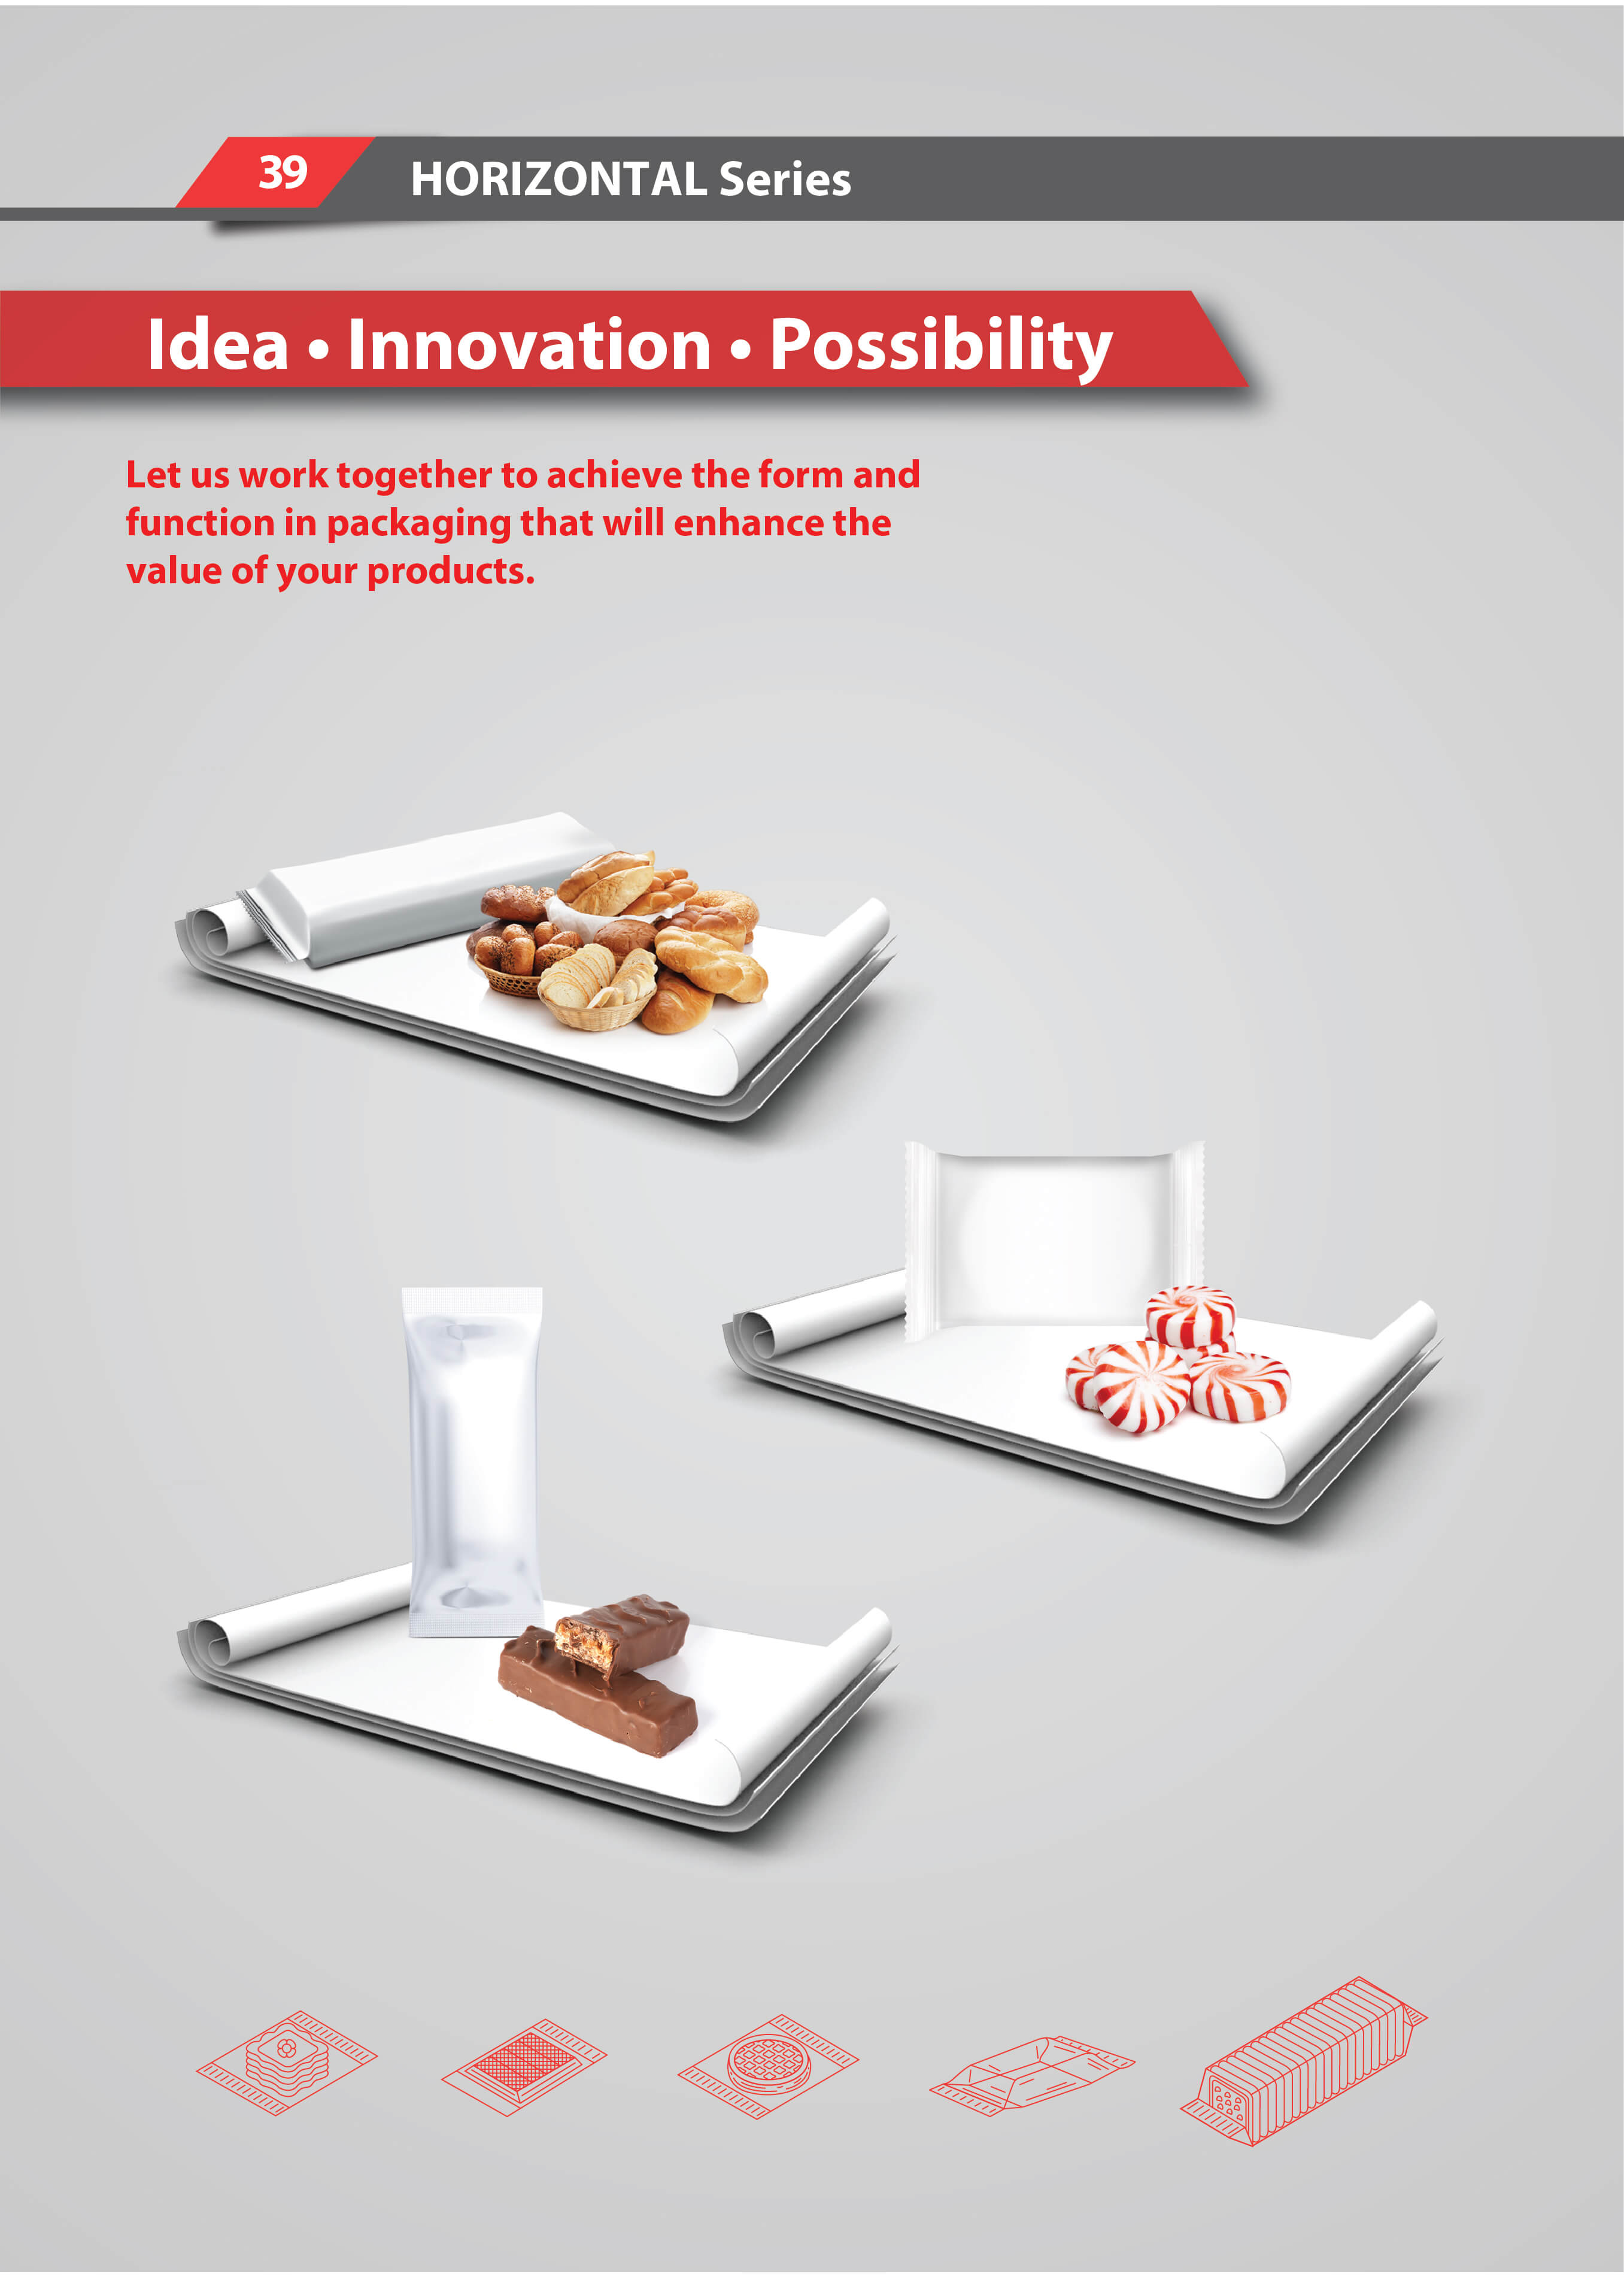 39
HORIZONTAL Series
Idea • Innovation • Possibility
Let us work together to achieve the form and
function in packaging that will enhance the
value of your products.